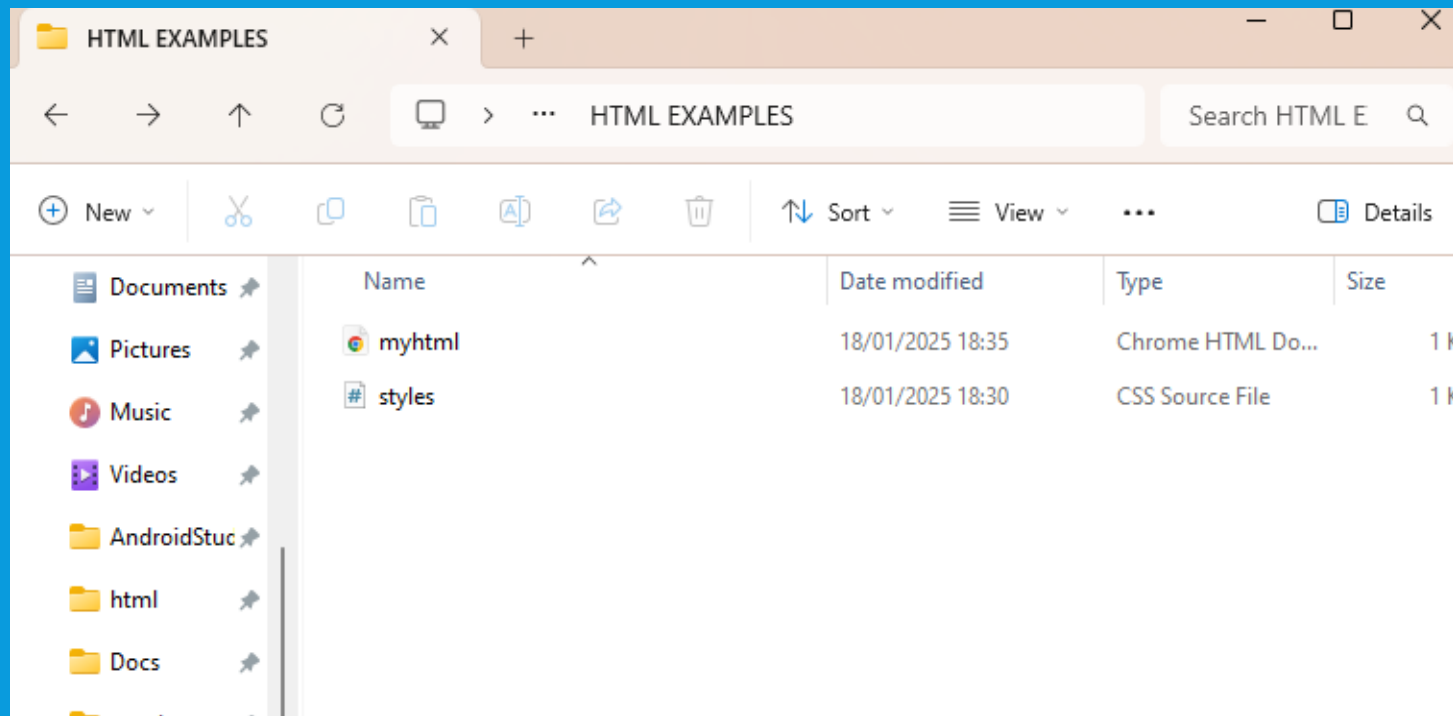 HTML EXAMPLES
HTML EXAMPLES
Search HTML E
New
Sort
View
Details
Documents
Name
Date modified
Type
Size
Pictures
myhtml
18/01/2025 18:35
Chrome HTML Do...
1
styles
18/01/2025 18:30
CSS Source File
1
Music
Videos
AndroidStuc
html
Docs